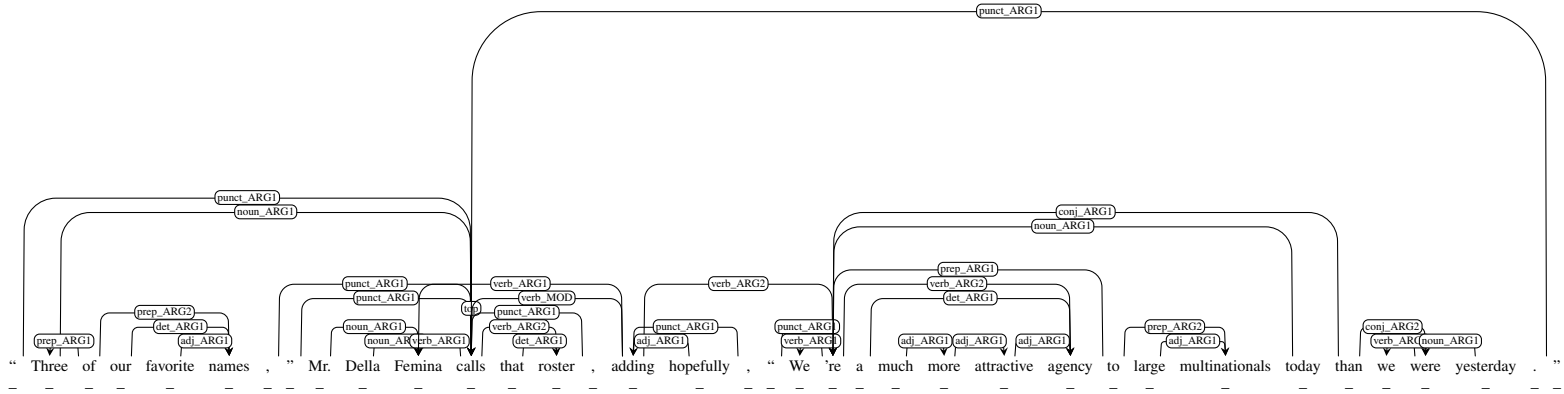 punct_ARG1
punct_ARG1
noun_ARG1 conj_ARG1
noun_ARG1
prep_ARG1
punct_ARG1 verb_ARG1 verb_ARG2 verb_ARG2
punct_ARG1 verb_MOD det_ARG1
top
prep_ARG2 punct_ARG1
det_ARG1 noun_ARG1 verb_ARG2 punct_ARG1 punct_ARG1 prep_ARG2 conj_ARG2
prep_ARG1 adj_ARG1 verb_ARG1 det_ARG1 adj_ARG1 verb_ARG1 adj_ARG1 adj_ARG1 adj_ARG1 adj_ARG1 noun_ARG1
“ Three of our favorite names , ” Mr. Della Femina calls that roster , adding hopefully , “ We ’re a much more attractive agency to large multinationals today than we were yesterday . ”
_ _ _ _ _ _ _ _ _ _ _ _ _ _ _ _ _ _ _ _ _ _ _ _ _ _ _ _ _ _ _ _ _ _ _ _